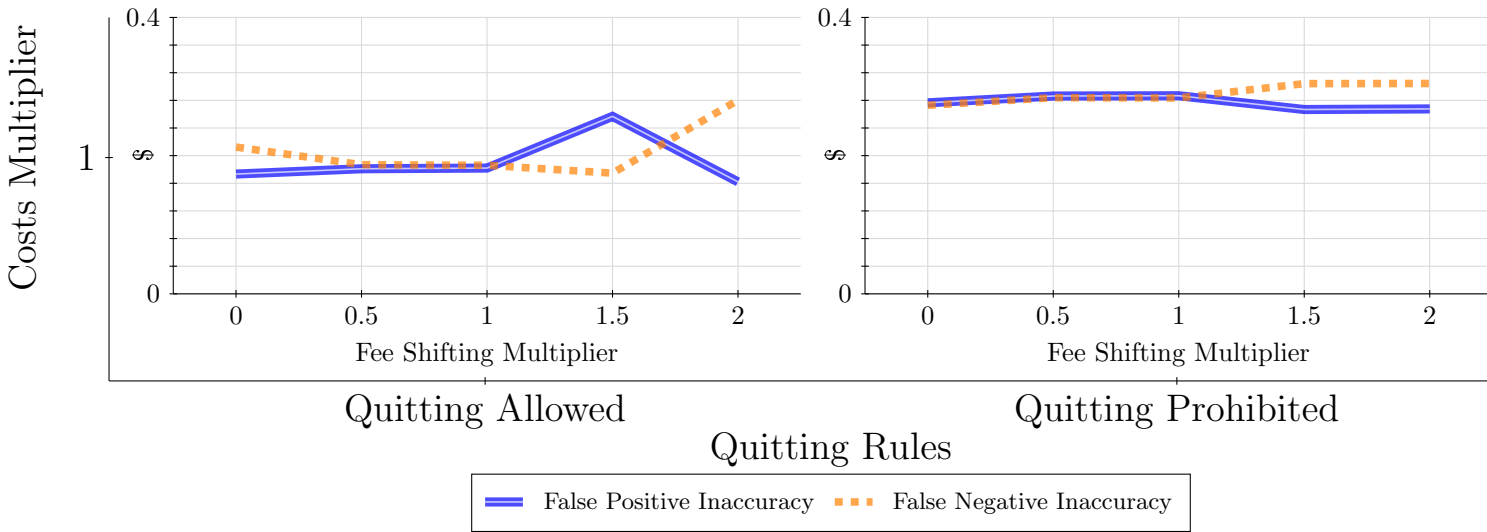 Costs Multiplier
1
0.4
$
0
0 0.5 1 1.5 2
Fee Shifting Multiplier
0.4
$
0
0 0.5 1 1.5 2
Fee Shifting Multiplier
Quitting Allowed Quitting Prohibited
Quitting Rules
False Positive Inaccuracy False Negative Inaccuracy